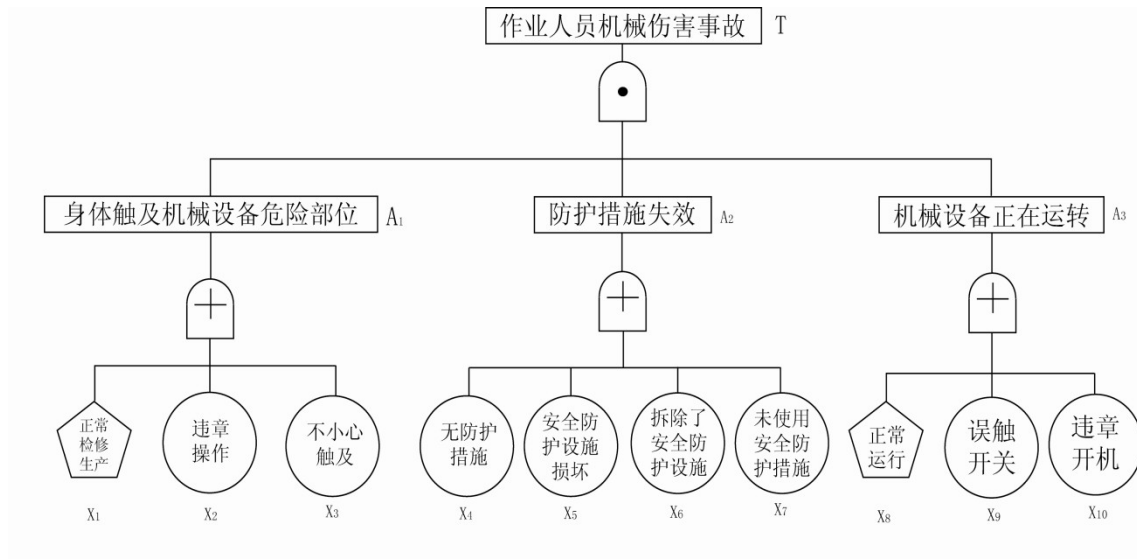 作业人员机械伤害事故 T
身体触及机械设备危险部位 A₁
防护措施失效 A₂
机械设备正在运转 A₃
正常
检修
生产
违章
操作
不小心
触及
无防护
措施
安全防
护设施
损坏
拆除了
安全防
护设施
未使用
安全防
护措施
正常
运行
误触
开关
违章
开机
X₁ X₂ X₃ X₄ X₅ X₆ X₇ X₈ X₉ X₁₀